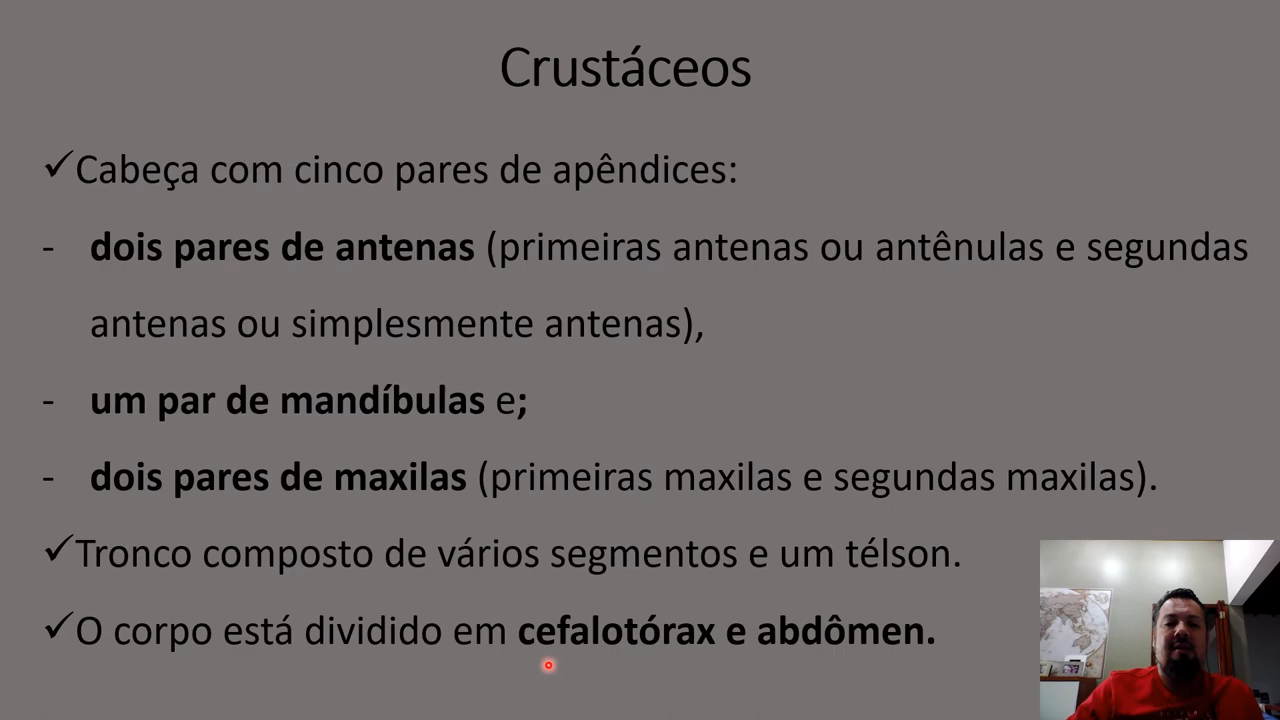 Crustáceos
✓Cabeça com cinco pares de apêndices:
- dois pares de antenas (primeiras antenas ou antênulas e segundas
antenas ou simplesmente antenas),
- um par de mandíbulas e;
- dois pares de maxilas (primeiras maxilas e segundas maxilas).
✓Tronco composto de vários segmentos e um télson.
✓O corpo está dividido em cefalotórax e abdômen.